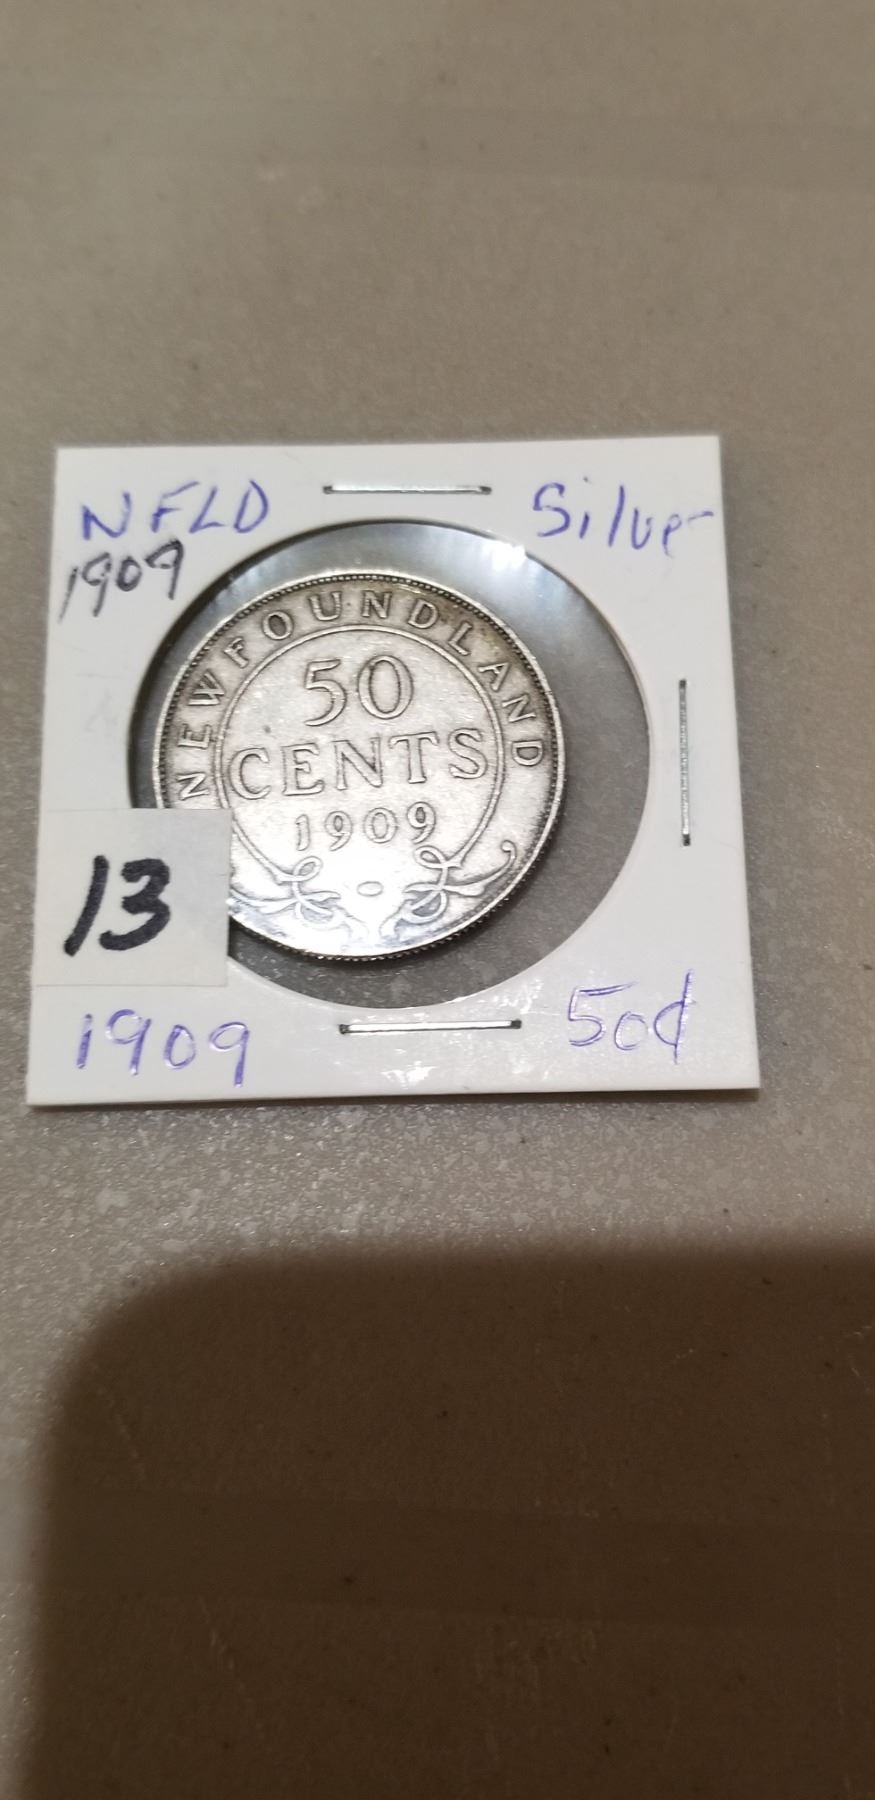 NFLD Silver
1909
NEWFOUNDLAND
50
CENTS
1909
13
1909 50¢